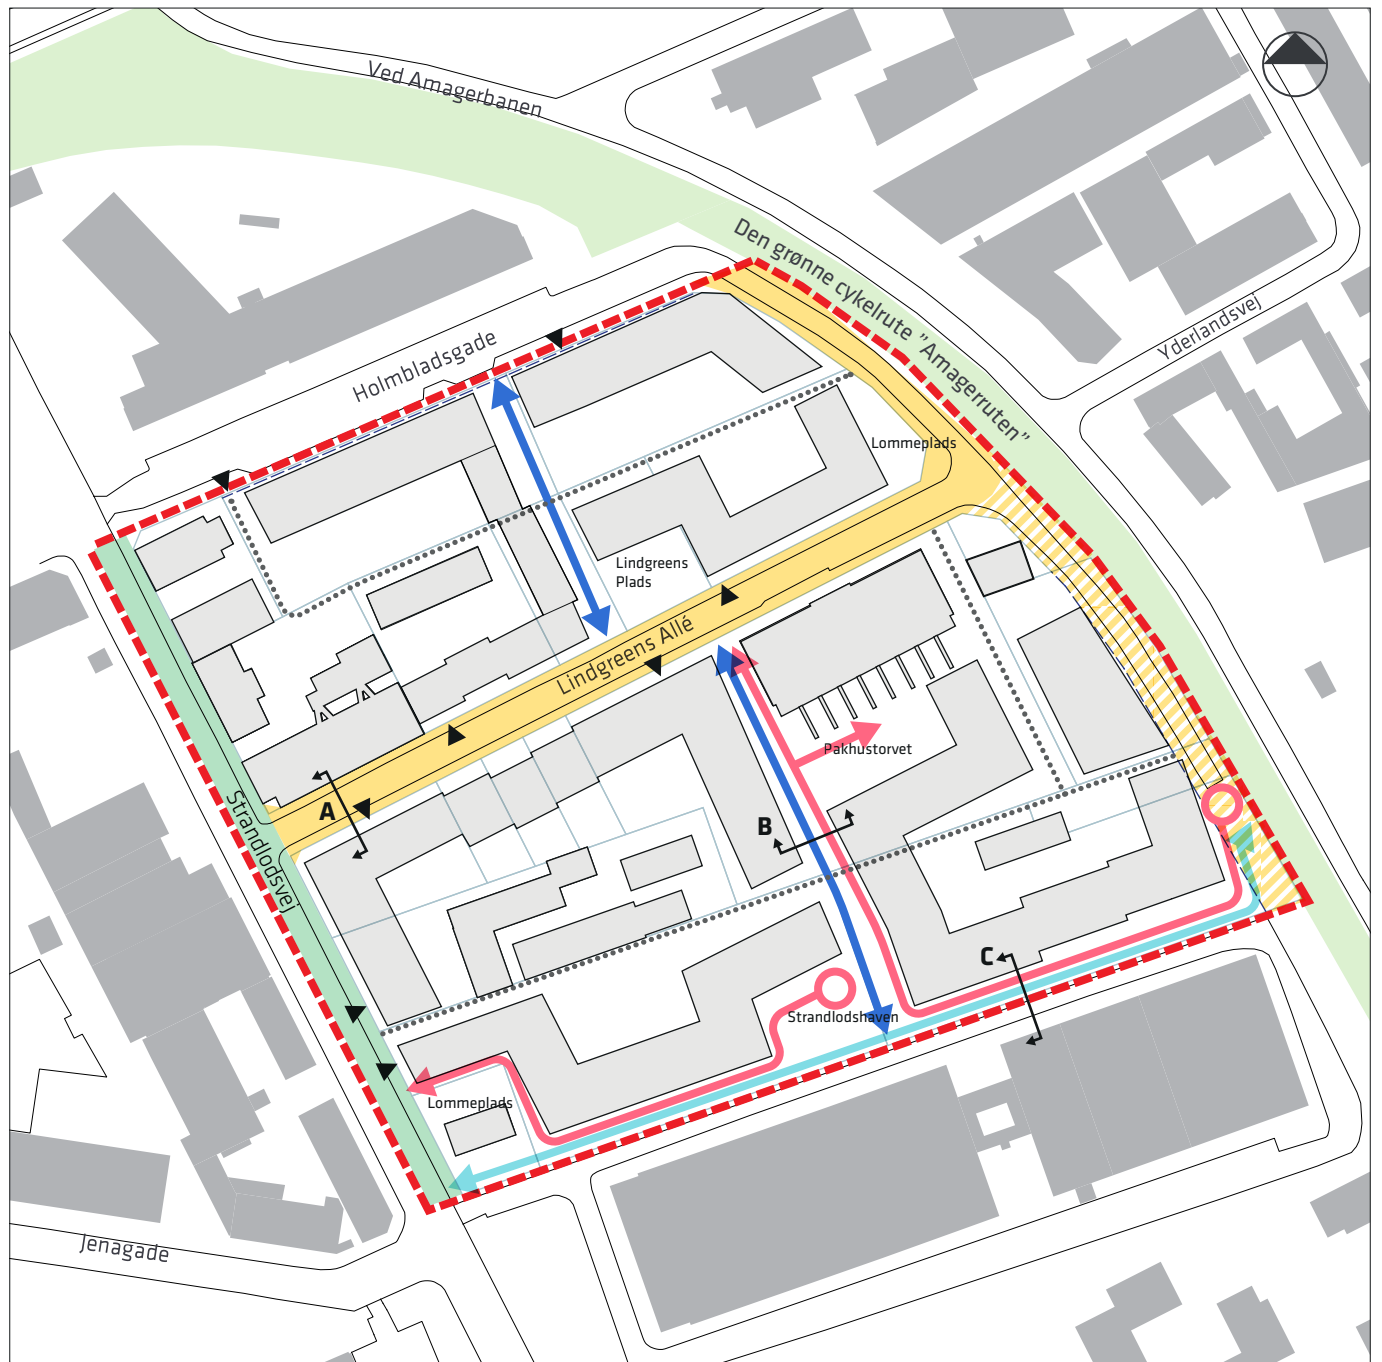 Ved Amagerbanen
Den grønne cykelrute ”Amagerruten”
Yderlandsvej
Holmbladsgade
Lommeplads
Lindgreens
Plads
Lindgreens Allé
Pakhustorvet
A
Strandlodsvej
B
C
Strandlodshaven
Lommeplads
Jenagade